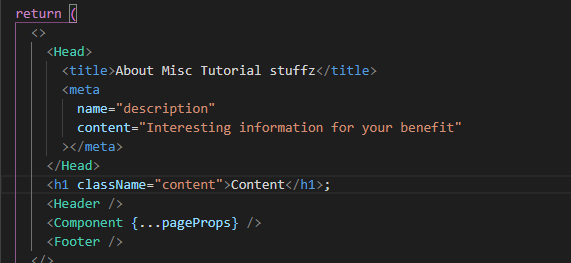 return (
<>
<Head>
<title>About Misc Tutorial stuffz</title>
<meta
name="description"
content="Interesting information for your benefit"
></meta>
</Head>
<h1 className="content">Content</h1>;
<Header />
<Component {...pageProps} />
<Footer />
</>